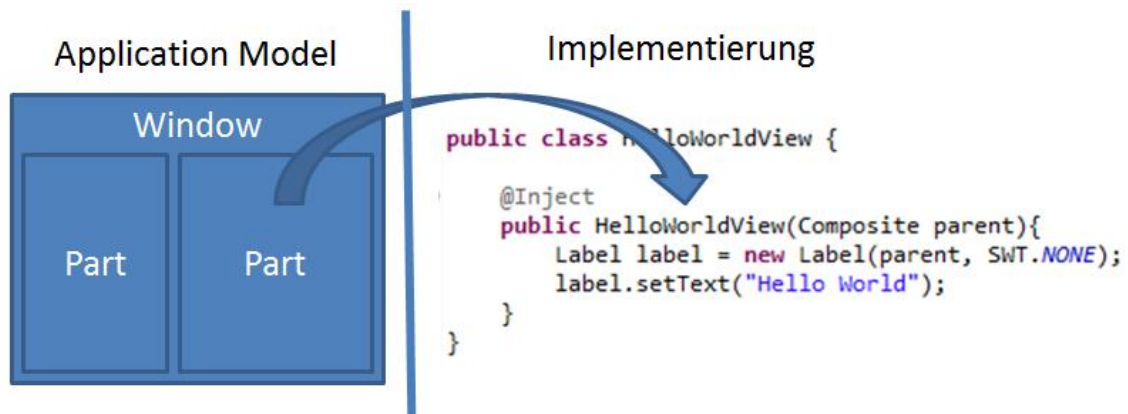 Application Model
Window
Part
Part
Implementierung
public class HelloWorldView {
@Inject
public HelloWorldView(Composite parent){
Label label = new Label(parent, SWT.NONE);
label.setText("Hello World");
}
}